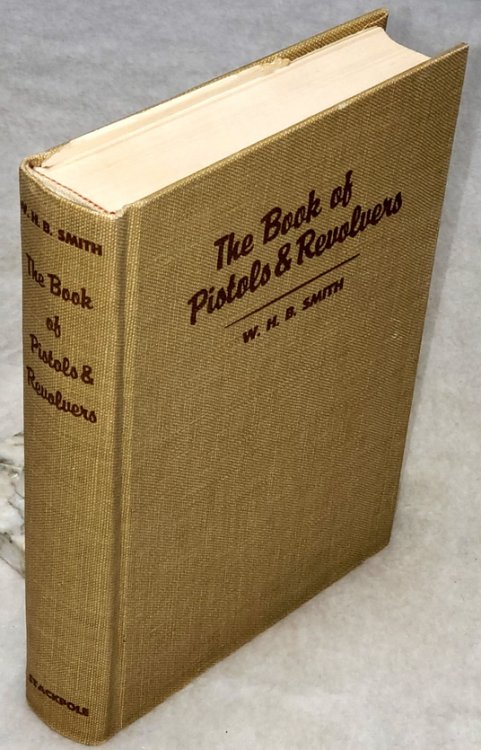 W. H. B. SMITH
The Book
of
Pistols &
Revolvers
STACKPOLE
The Book of
Pistols & Revolvers
W. H. B. SMITH